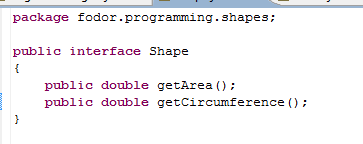 package fodor.programming.shapes;
public interface Shape
{
    public double getArea();
    public double getCircumference();
}